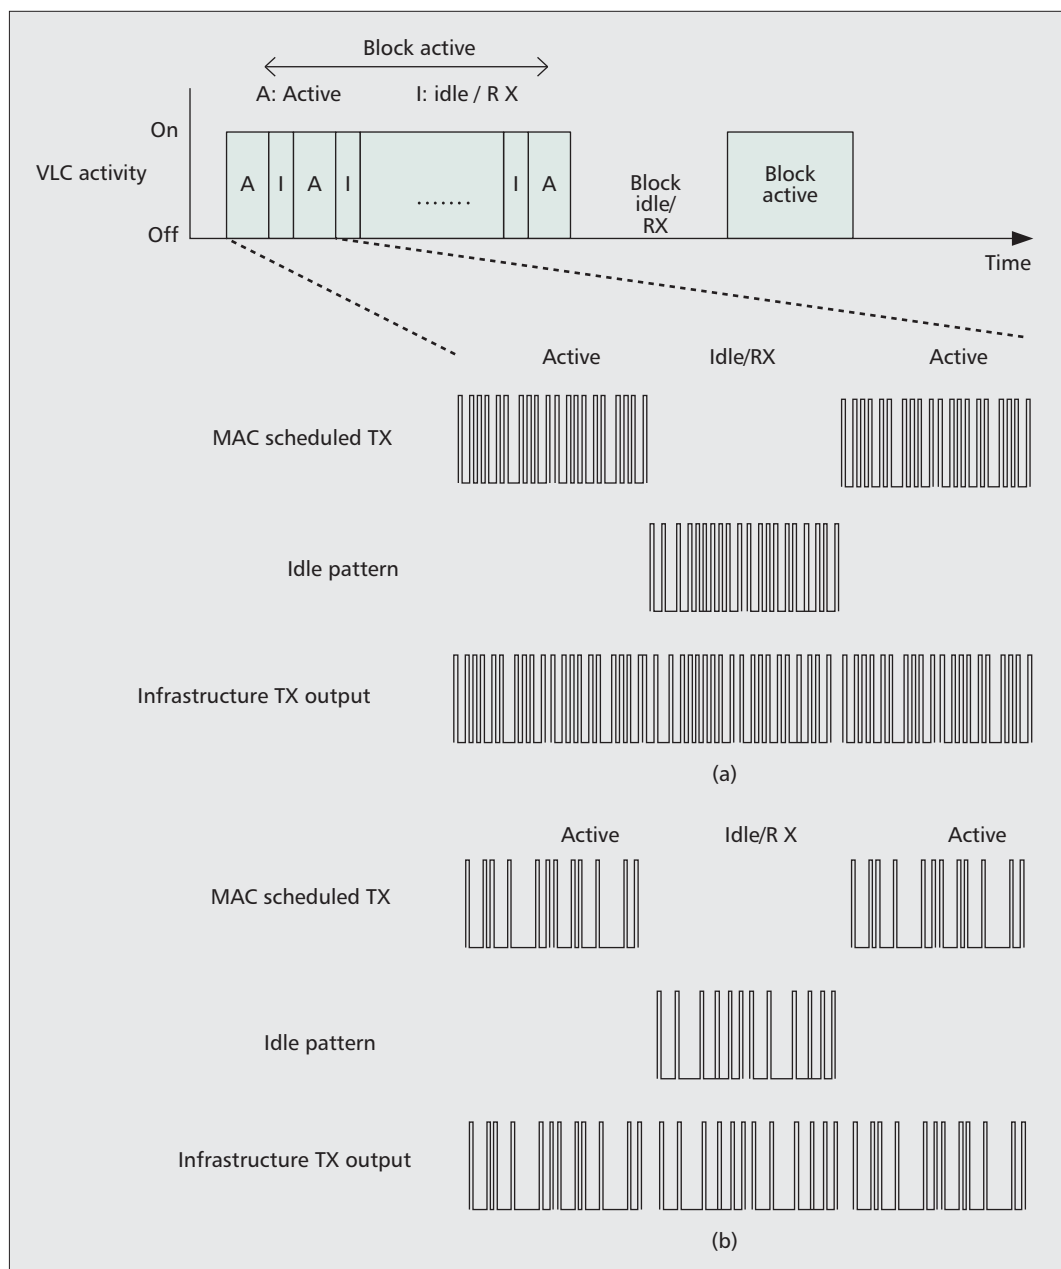 Block active
A: Active
I: idle / R X
On
VLC activity
A
I
A
I
.......
I
A
Block
idle/
RX
Block
active
Off
Time
Active
Idle/RX
Active
MAC scheduled TX
Idle pattern
Infrastructure TX output
(a)
Active
Idle/R X
Active
MAC scheduled TX
Idle pattern
Infrastructure TX output
(b)